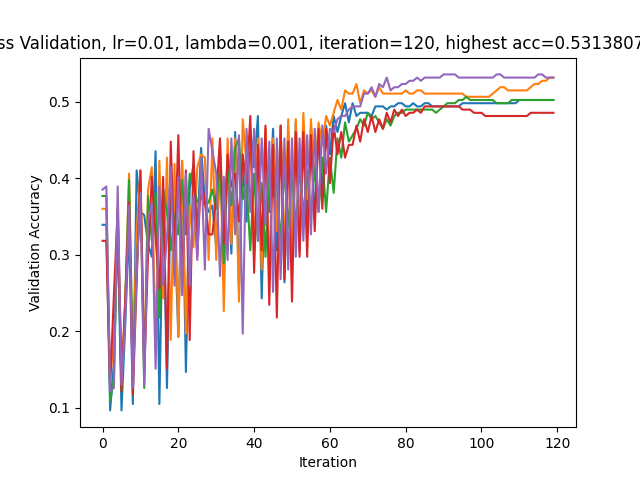 ss Validation, lr=0.01, lambda=0.001, iteration=120, highest acc=0.5313807
0.5
0.4
0.3
0.2
0.1
Validation Accuracy
0 20 40 60 80 100 120
Iteration